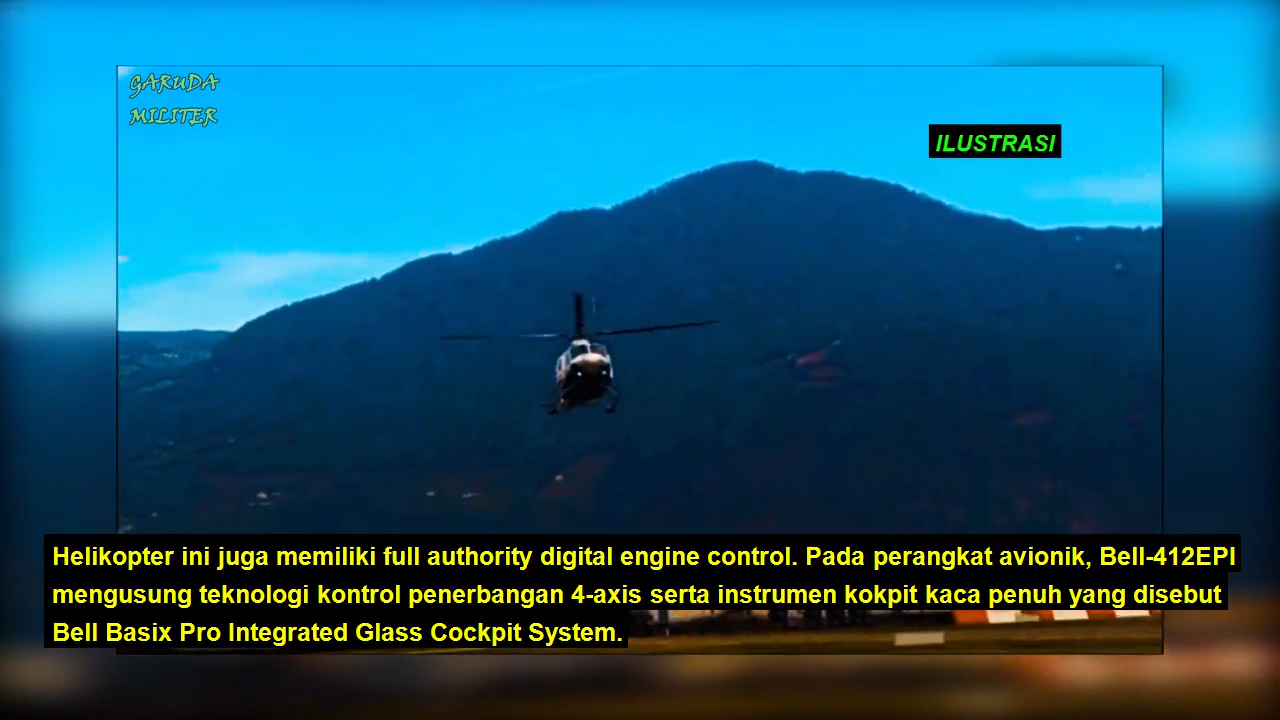 GARUDA
MILITER
ILUSTRASI
Helikopter ini juga memiliki full authority digital engine control. Pada perangkat avionik, Bell-412EPI
mengusung teknologi kontrol penerbangan 4-axis serta instrumen kokpit kaca penuh yang disebut
Bell Basix Pro Integrated Glass Cockpit System.